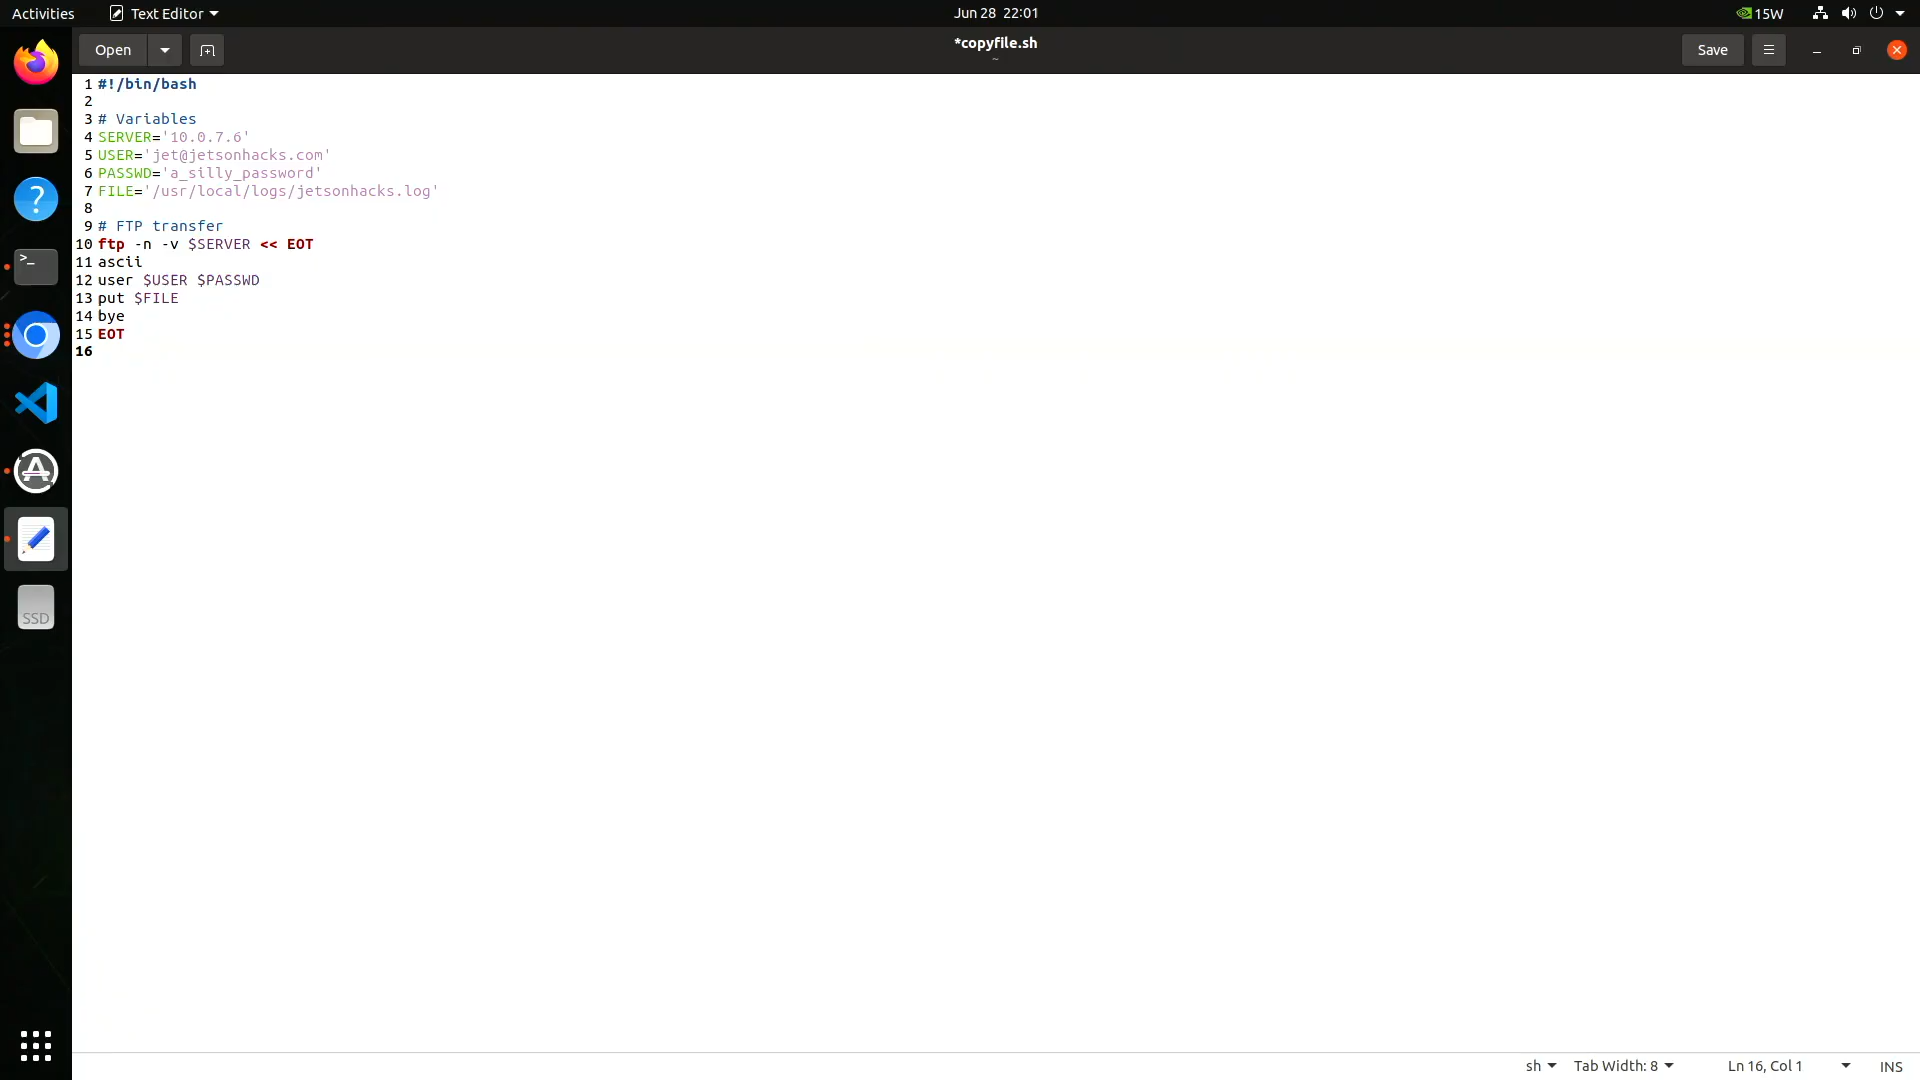 Activities Text Editor Jun 28 22:01 15W
Open *copyfile.sh Save
~
1 #!/bin/bash
2
3 # Variables
4 SERVER='10.0.7.6'
5 USER='jet@jetsonhacks.com'
6 PASSWD='a_silly_password'
7 FILE='/usr/local/logs/jetsonhacks.log'
8
9 # FTP transfer
10 ftp -n -v $SERVER << EOT
11 ascii
12 user $USER $PASSWD
13 put $FILE
14 bye
15 EOT
16
SSD
sh Tab Width: 8 Ln 16, Col 1 INS